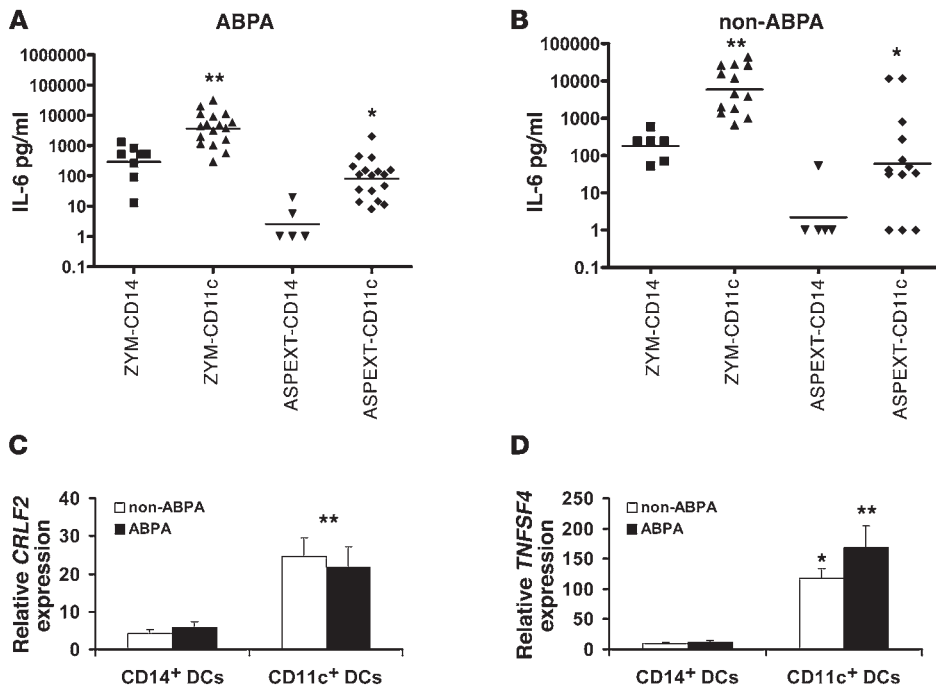 A
ABPA
IL-6 pg/ml
1000000
100000
10000
1000
100
10
1
0.1
**
*
ZYM-CD14
ZYM-CD11c
ASPEXT-CD14
ASPEXT-CD11c
B
non-ABPA
IL-6 pg/ml
100000
10000
1000
100
10
1
0.1
**
*
ZYM-CD14
ZYM-CD11c
ASPEXT-CD14
ASPEXT-CD11c
C
Relative CRLF2
expression
40
30
20
10
0
non-ABPA
ABPA
**
CD14+ DCs
CD11c+ DCs
D
Relative TNFSF4
expression
250
200
150
100
50
0
non-ABPA
ABPA
*
**
CD14+ DCs
CD11c+ DCs